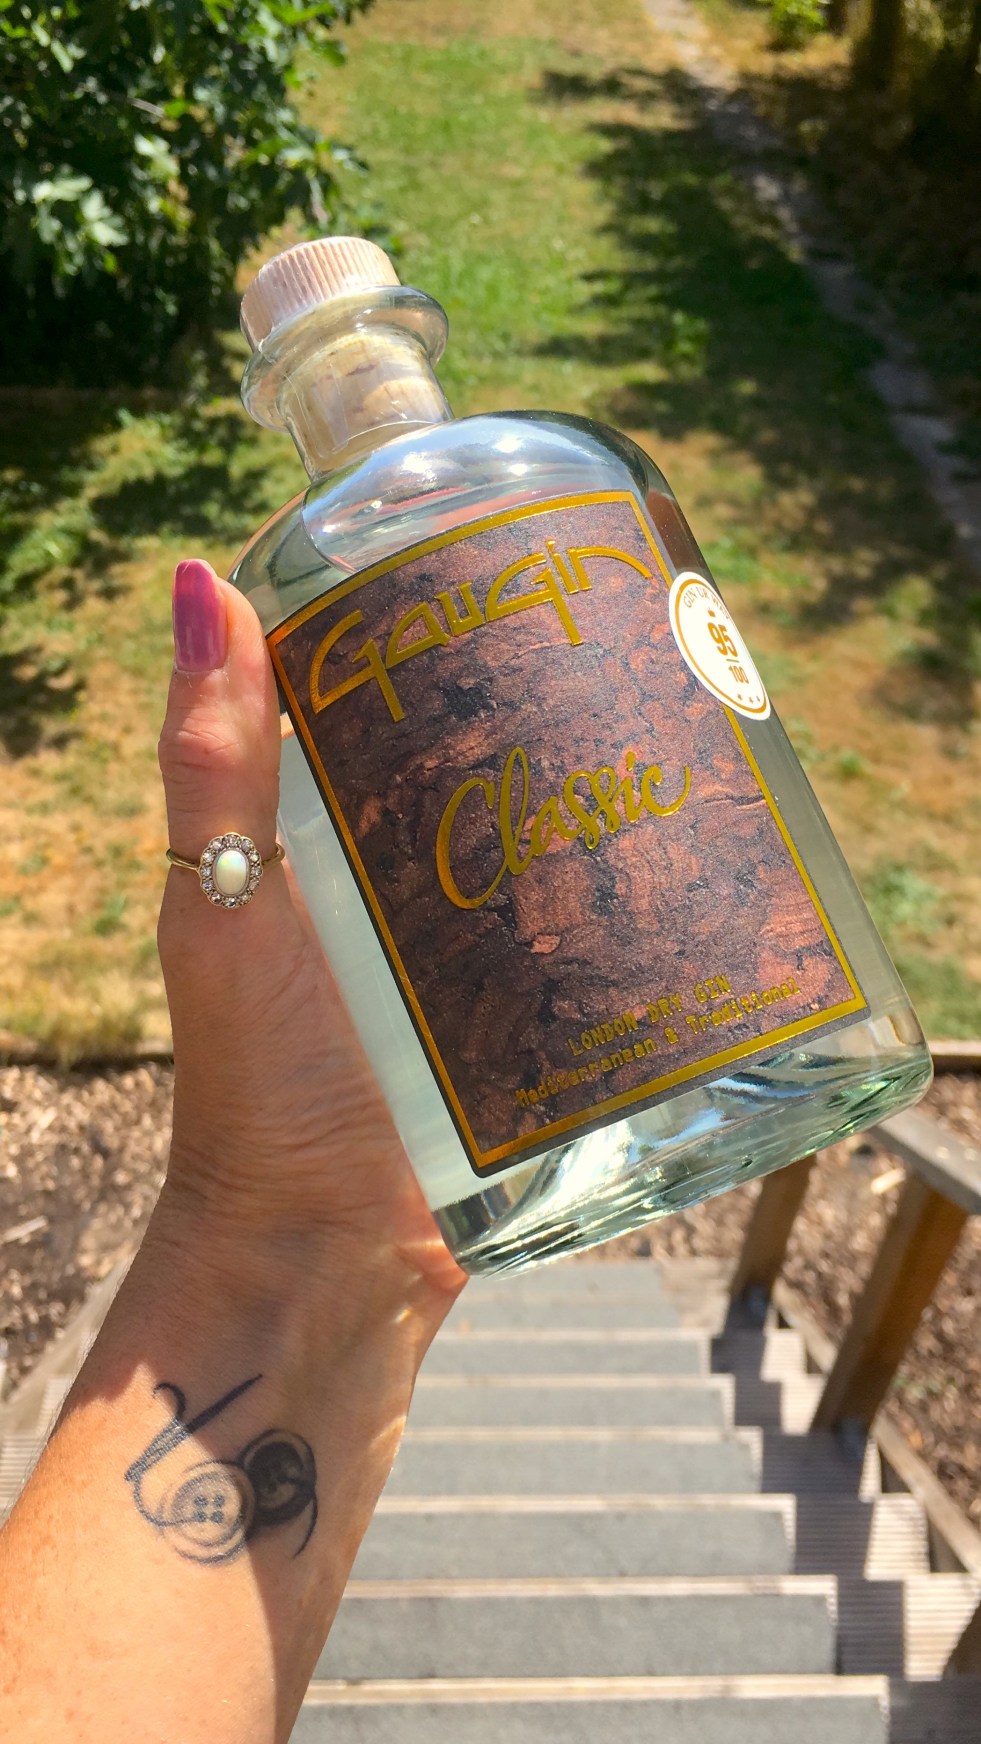 GauGin
Classic
LONDON DRY GIN
Mediterranean & Traditional
95
100